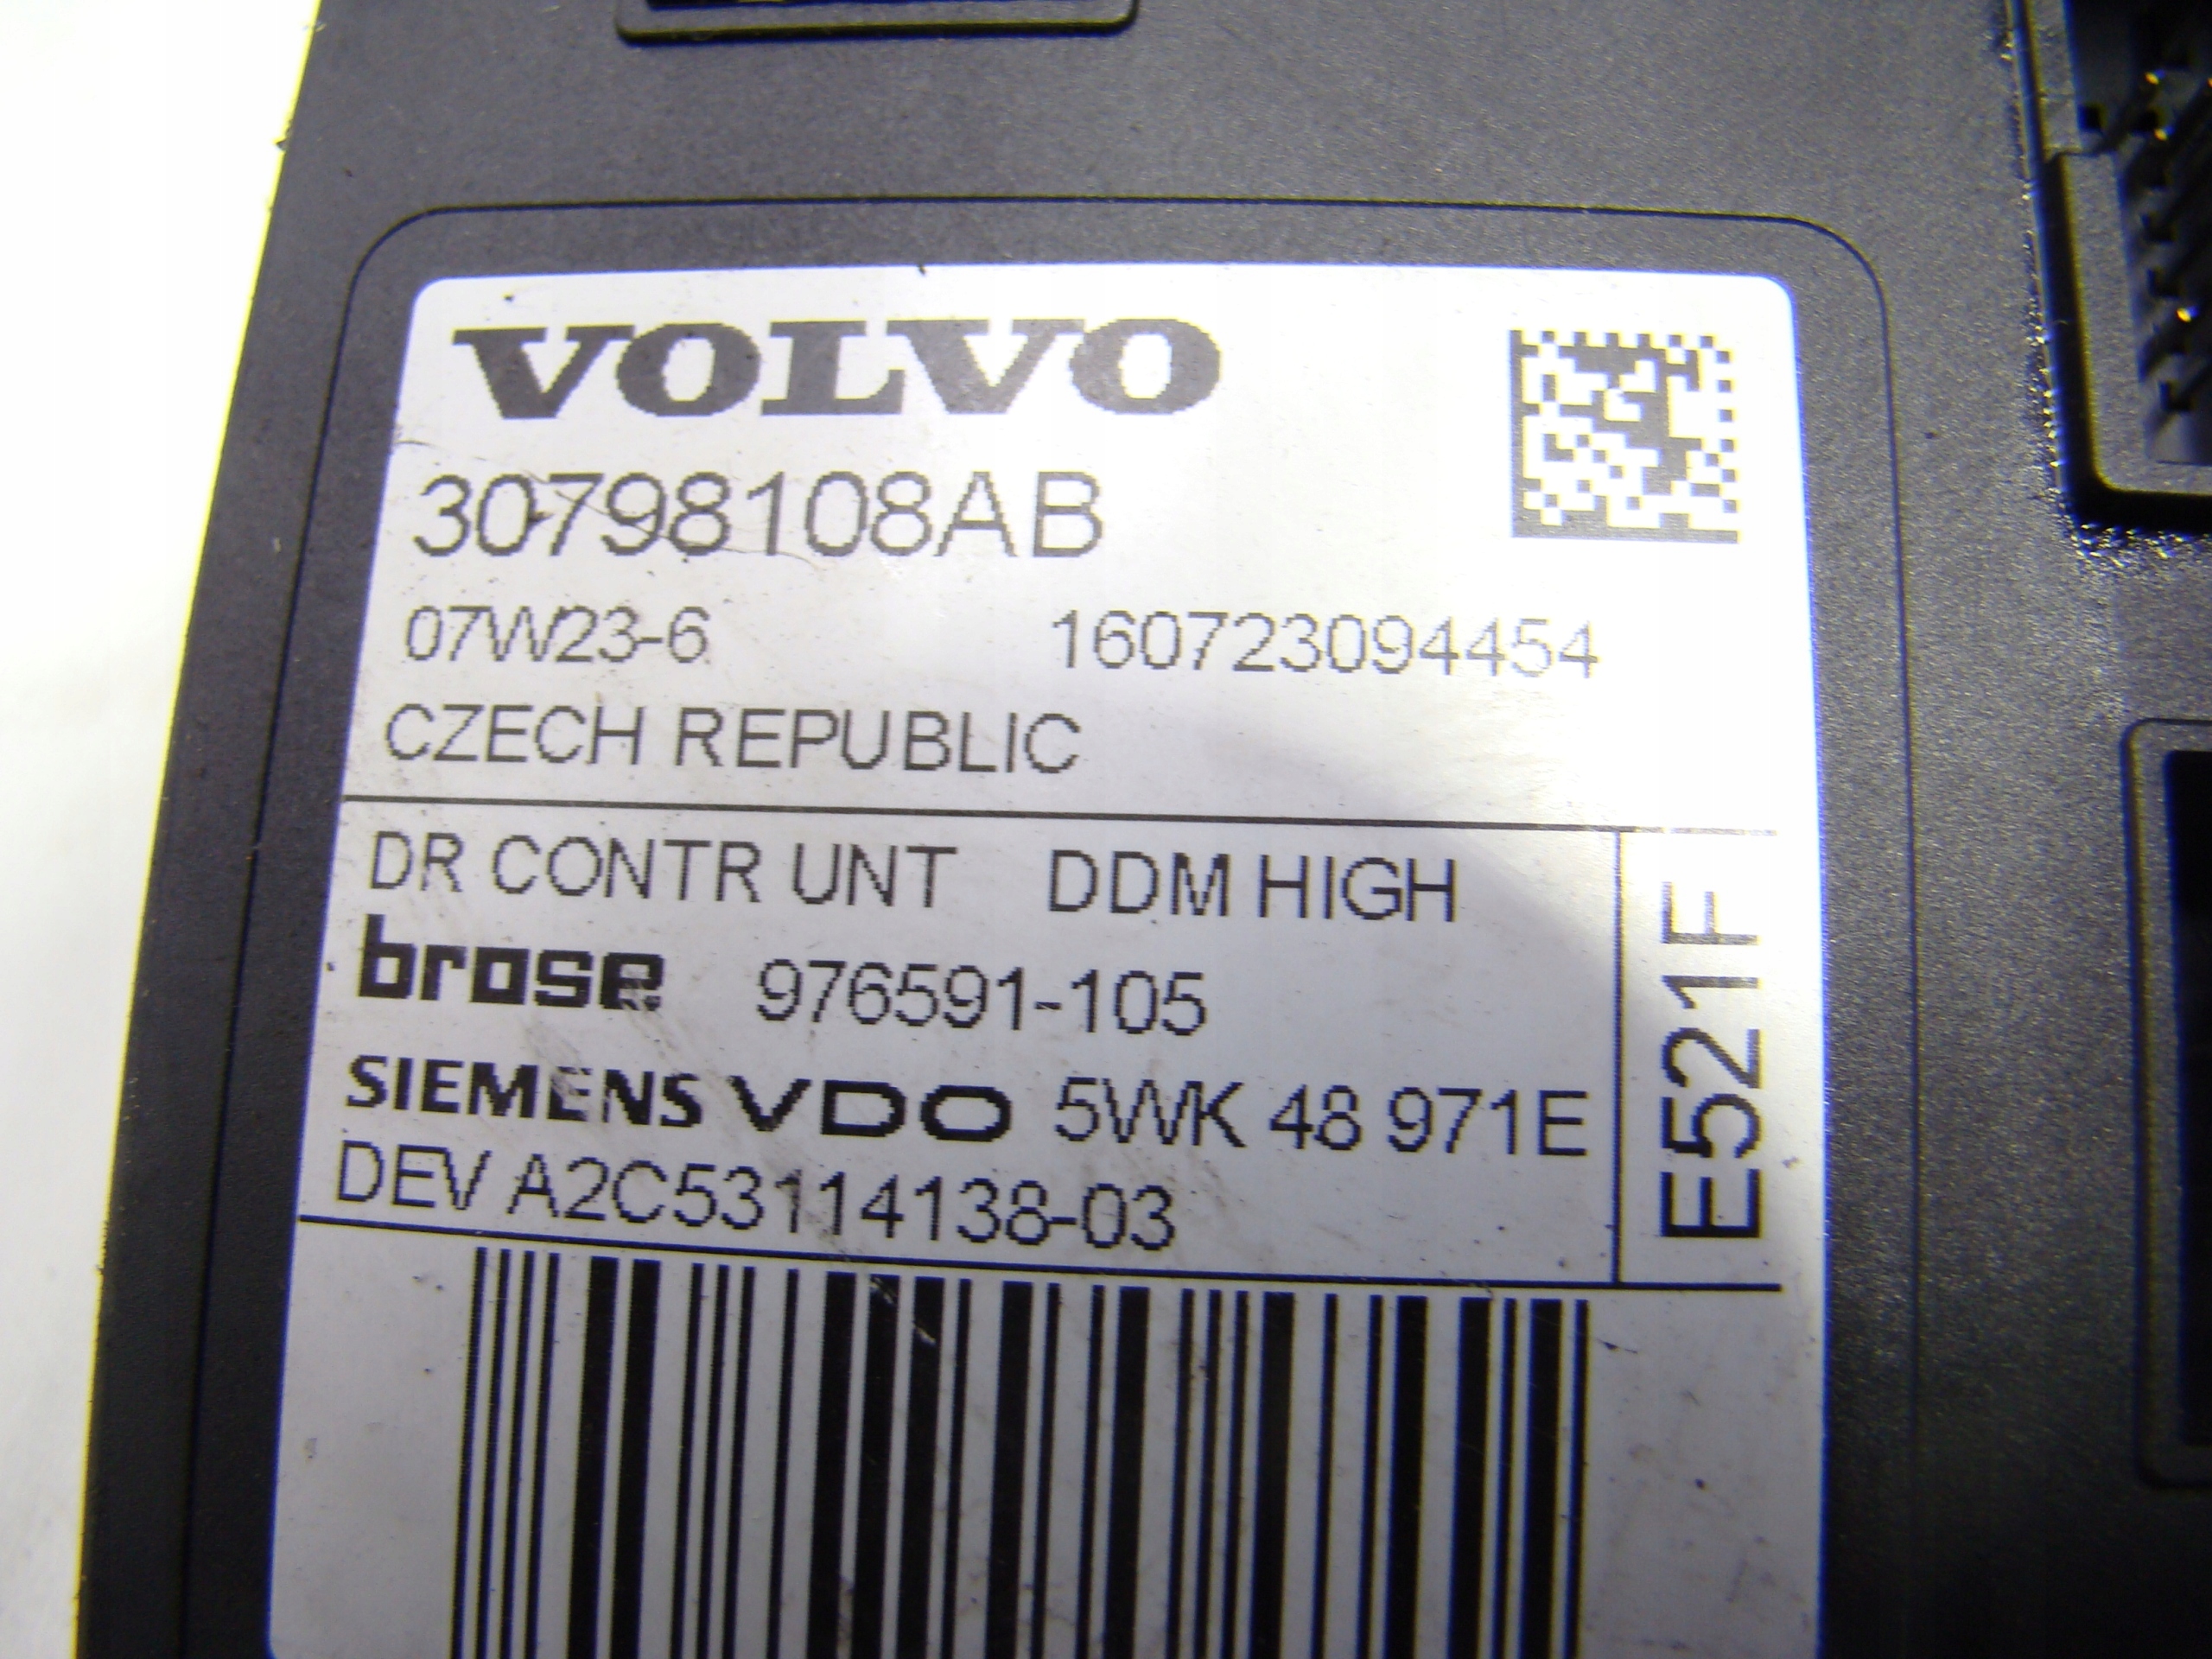 VOLVO
30798108AB
07W23-6 160723094454
CZECH REPUBLIC
DR CONTR UNT DDM HIGH
brose 976591-105
SIEMENS VDO 5WK 48 971E
DEV A2C53114138-03
E521F